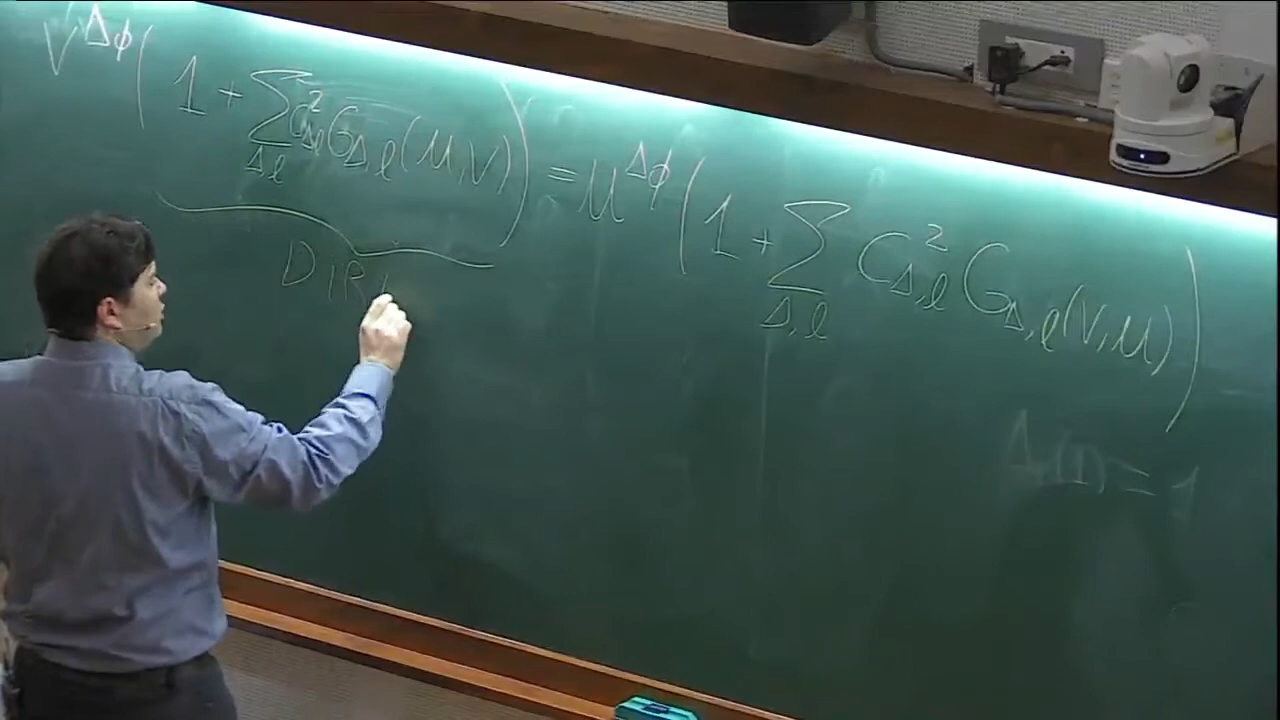 V^{Δφ} ( 1 + Σ_{Δ,ℓ} C²_{Δ,ℓ} G_{Δ,ℓ}(u,v) ) = u^{Δφ} ( 1 + Σ_{Δ,ℓ} C²_{Δ,ℓ} G_{Δ,ℓ}(v,u) )
DIR